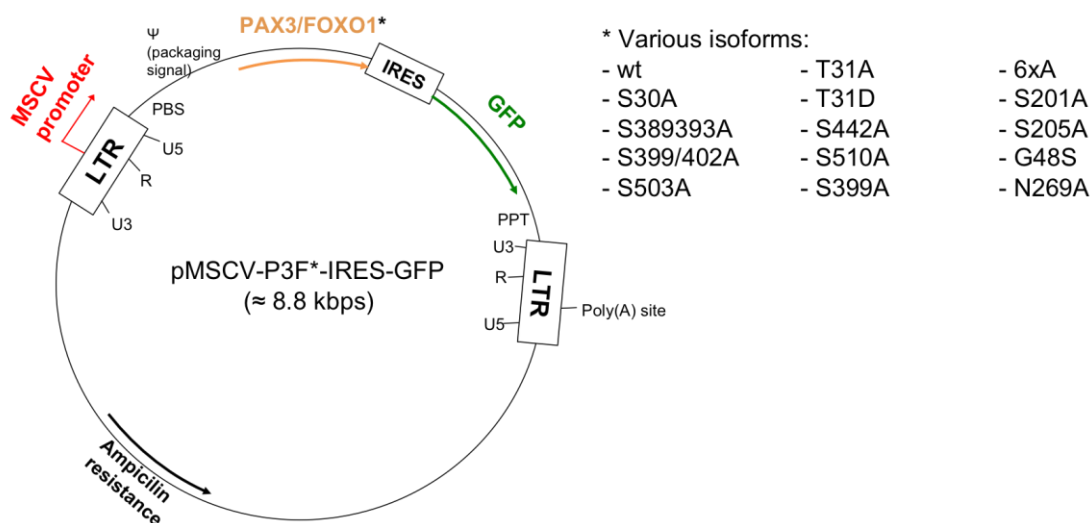 PAX3/FOXO1*
Ψ
(packaging
signal)
IRES
GFP
MSCV
promoter
PBS
LTR
U5
R
U3
PPT
U3
R
LTR
U5
Poly(A) site
pMSCV-P3F*-IRES-GFP
(≈ 8.8 kbps)
Ampicilin
resistance
* Various isoforms:
- wt
- S30A
- S389393A
- S399/402A
- S503A
- T31A
- T31D
- S442A
- S510A
- S399A
- 6xA
- S201A
- S205A
- G48S
- N269A